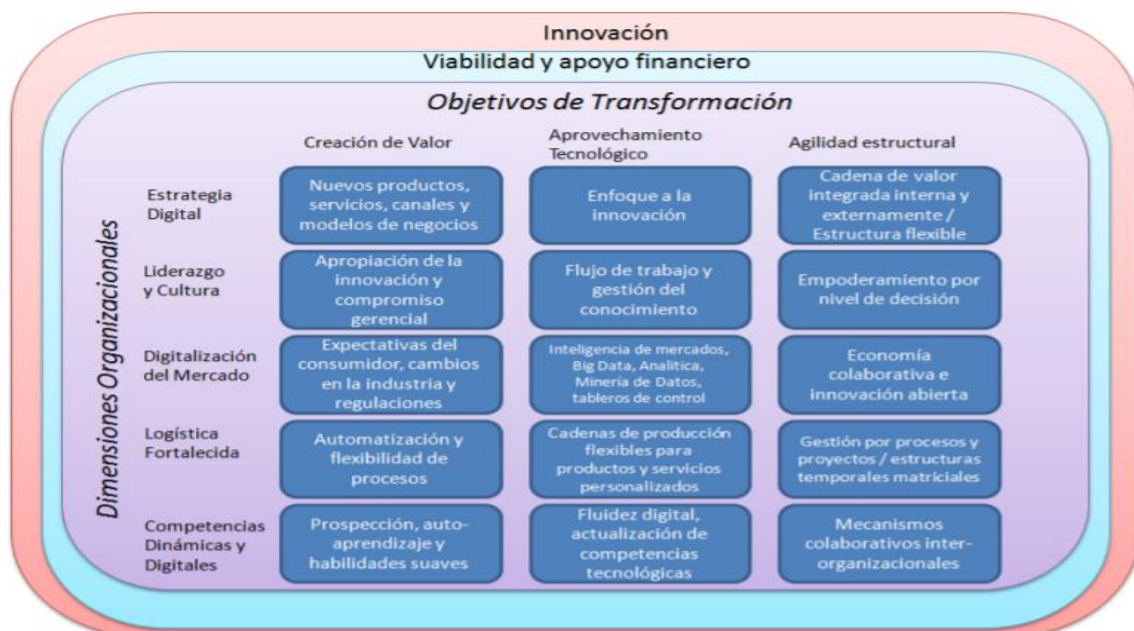 Innovación
Viabilidad y apoyo financiero
Objetivos de Transformación
Creación de Valor
Aprovechamiento
Tecnológico
Agilidad estructural
Dimensiones Organizacionales
Estrategia
Digital
Nuevos productos,
servicios, canales y
modelos de negocios
Enfoque a la
innovación
Cadena de valor
integrada interna y
externamente /
Estructura flexible
Liderazgo
y Cultura
Apropiación de la
innovación y
compromiso
gerencial
Flujo de trabajo y
gestión del
conocimiento
Empoderamiento por
nivel de decisión
Digitalización
del Mercado
Expectativas del
consumidor, cambios
en la industria y
regulaciones
Inteligencia de mercados,
Big Data, Analitica,
Minería de Datos,
tableros de control
Economía
colaborativa e
innovación abierta
Logística
Fortalecida
Automatización y
flexibilidad de
procesos
Cadenas de producción
flexibles para
productos y servicios
personalizados
Gestión por procesos y
proyectos / estructuras
temporales matriciales
Competencias
Dinámicas y
Digitales
Prospección, auto-
aprendizaje y
habilidades suaves
Fluidez digital,
actualización de
competencias
tecnológicas
Mecanismos
colaborativos inter-
organizacionales